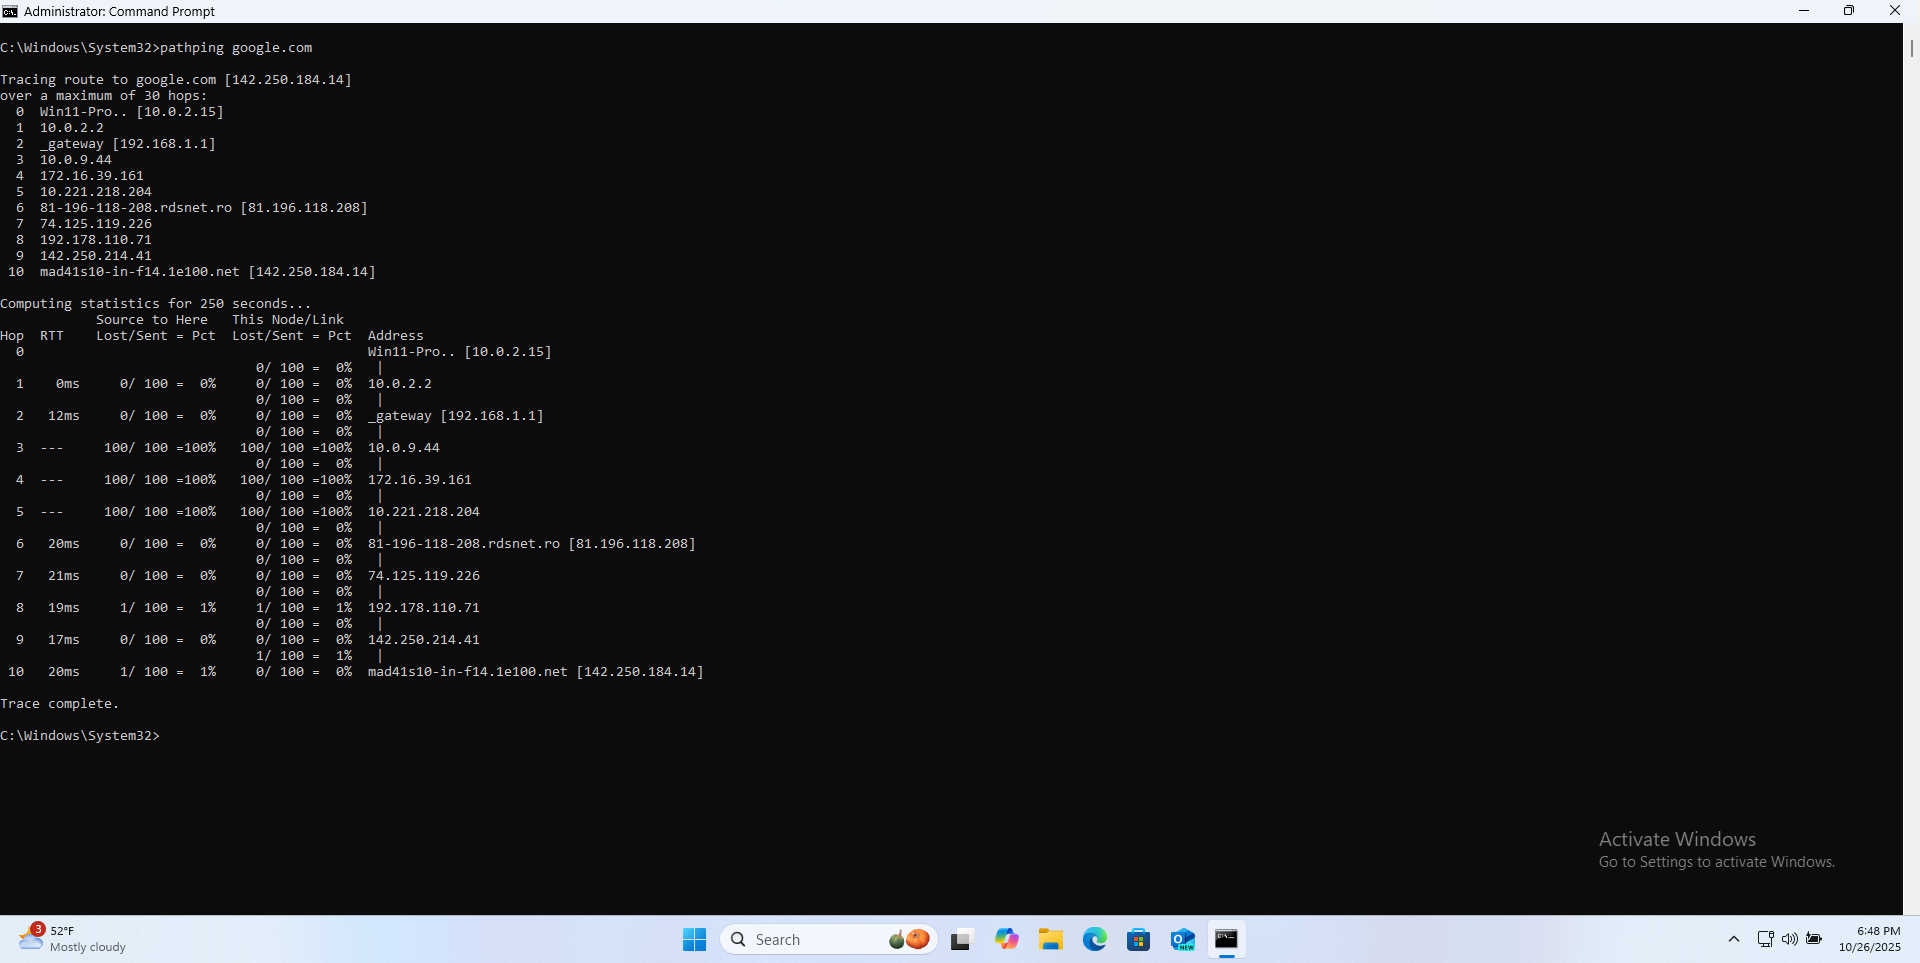 Administrator: Command Prompt
C:\Windows\System32>pathping google.com
Tracing route to google.com [142.250.184.14]
over a maximum of 30 hops:
  0  Win11-Pro.. [10.0.2.15]
  1  10.0.2.2
  2  _gateway [192.168.1.1]
  3  10.0.9.44
  4  172.16.39.161
  5  10.221.218.204
  6  81-196-118-208.rdsnet.ro [81.196.118.208]
  7  74.125.119.226
  8  192.178.110.71
  9  142.250.214.41
 10  mad41s10-in-f14.1e100.net [142.250.184.14]
Computing statistics for 250 seconds...
            Source to Here   This Node/Link
Hop  RTT    Lost/Sent = Pct  Lost/Sent = Pct  Address
  0                                           Win11-Pro.. [10.0.2.15]
                                0/ 100 =  0%   |
  1    0ms     0/ 100 =  0%     0/ 100 =  0%  10.0.2.2
                                0/ 100 =  0%   |
  2   12ms     0/ 100 =  0%     0/ 100 =  0%  _gateway [192.168.1.1]
                                0/ 100 =  0%   |
  3  ---     100/ 100 =100%   100/ 100 =100%  10.0.9.44
                                0/ 100 =  0%   |
  4  ---     100/ 100 =100%   100/ 100 =100%  172.16.39.161
                                0/ 100 =  0%   |
  5  ---     100/ 100 =100%   100/ 100 =100%  10.221.218.204
                                0/ 100 =  0%   |
  6   20ms     0/ 100 =  0%     0/ 100 =  0%  81-196-118-208.rdsnet.ro [81.196.118.208]
                                0/ 100 =  0%   |
  7   21ms     0/ 100 =  0%     0/ 100 =  0%  74.125.119.226
                                0/ 100 =  0%   |
  8   19ms     1/ 100 =  1%     1/ 100 =  1%  192.178.110.71
                                0/ 100 =  0%   |
  9   17ms     0/ 100 =  0%     0/ 100 =  0%  142.250.214.41
                                1/ 100 =  1%   |
 10   20ms     1/ 100 =  1%     0/ 100 =  0%  mad41s10-in-f14.1e100.net [142.250.184.14]
Trace complete.
C:\Windows\System32>
Activate Windows
Go to Settings to activate Windows.
3
52°F
Mostly cloudy
Search
NEW
6:48 PM
10/26/2025